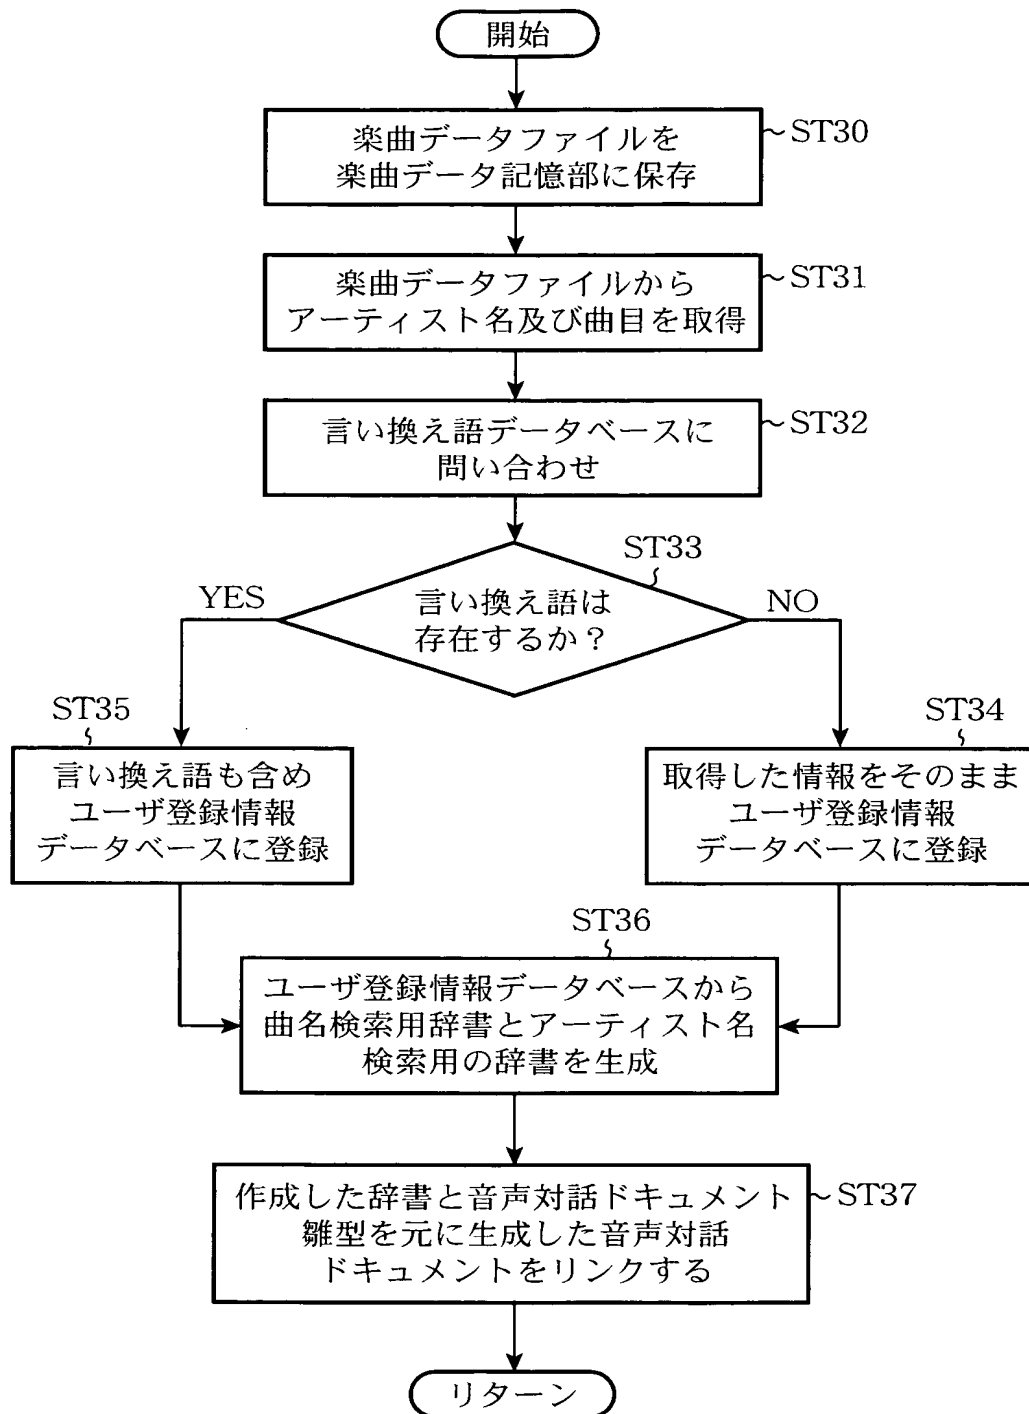 開始
楽曲データファイルを
楽曲データ記憶部に保存
ST30
楽曲データファイルから
アーティスト名及び曲目を取得
ST31
言い換え語データベースに
問い合わせ
ST32
ST33
言い換え語は
存在するか？
YES
NO
ST35
言い換え語も含め
ユーザ登録情報
データベースに登録
ST34
取得した情報をそのまま
ユーザ登録情報
データベースに登録
ST36
ユーザ登録情報データベースから
曲名検索用辞書とアーティスト名
検索用の辞書を生成
作成した辞書と音声対話ドキュメント
雛型を元に生成した音声対話
ドキュメントをリンクする
ST37
リターン